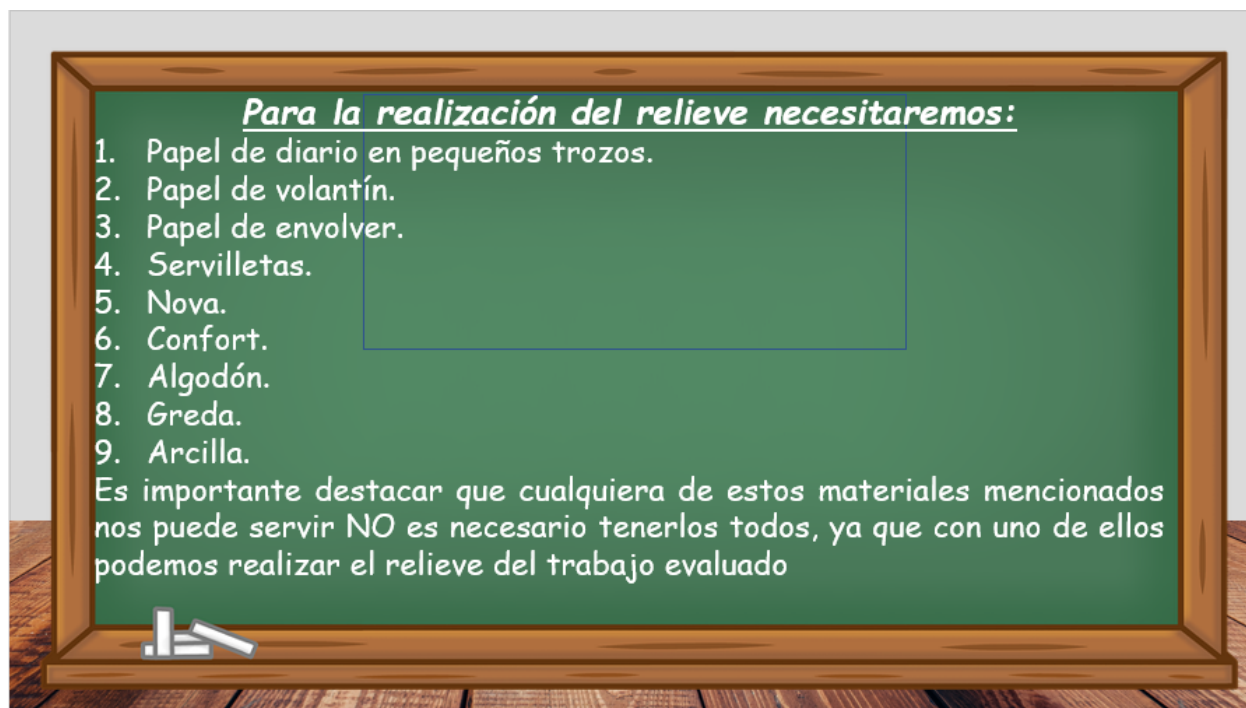 Para la realización del relieve necesitaremos:
1. Papel de diario en pequeños trozos.
2. Papel de volantín.
3. Papel de envolver.
4. Servilletas.
5. Nova.
6. Confort.
7. Algodón.
8. Greda.
9. Arcilla.
Es importante destacar que cualquiera de estos materiales mencionados
nos puede servir NO es necesario tenerlos todos, ya que con uno de ellos
podemos realizar el relieve del trabajo evaluado